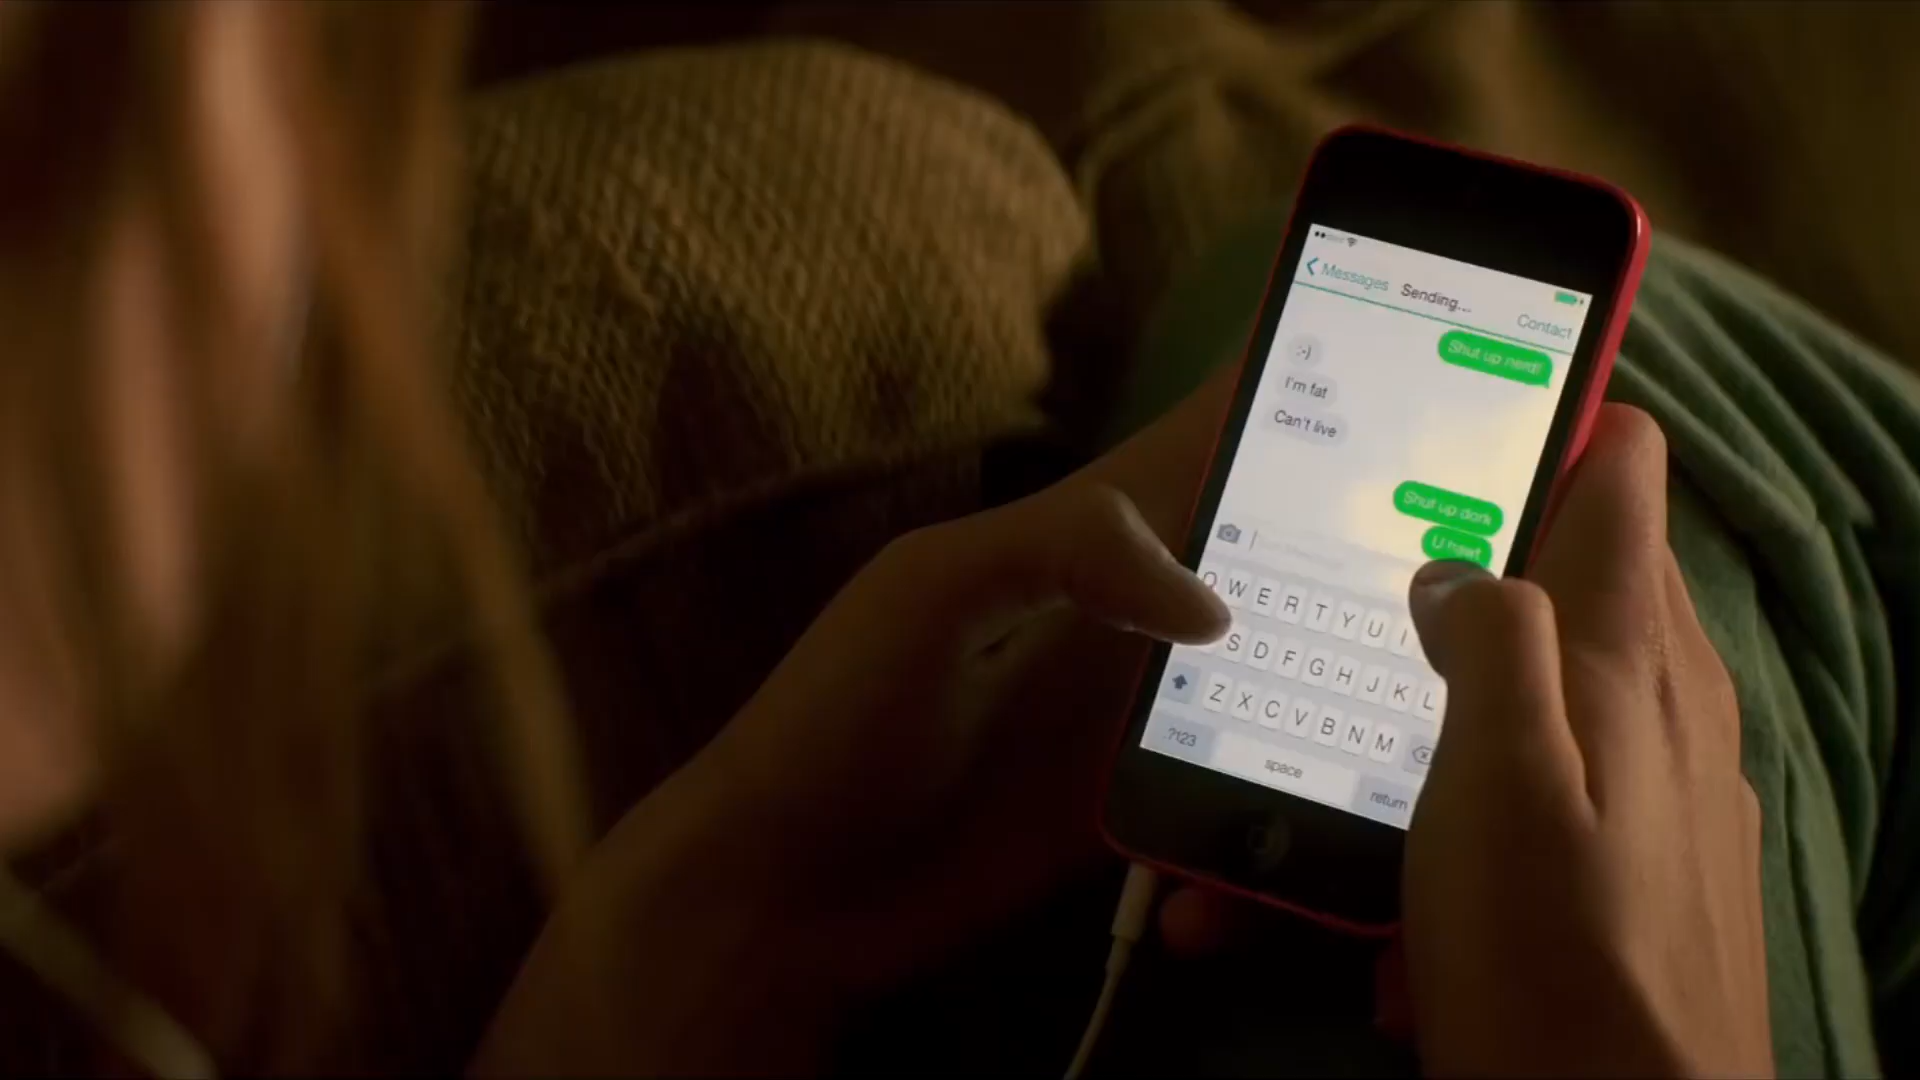 Messages Sending... Contact
Shut up nerd!
:-)
I'm fat
Can't live
Shut up dork
U hawt
Q W E R T Y U I
S D F G H J K L
Z X C V B N M
.?123 space return